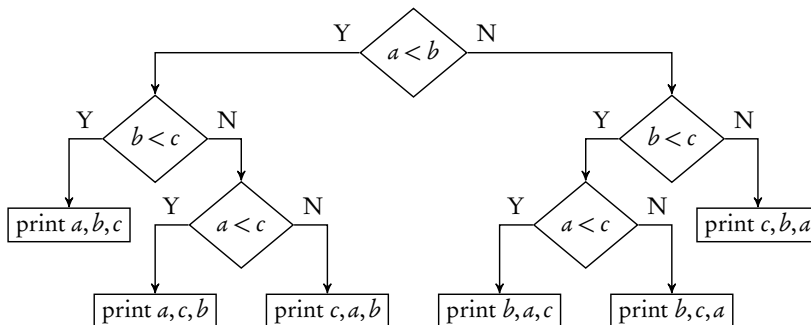 Y a < b N
Y b < c N Y b < c N
print a, b, c Y a < c N Y a < c N print c, b, a
print a, c, b print c, a, b print b, a, c print b, c, a